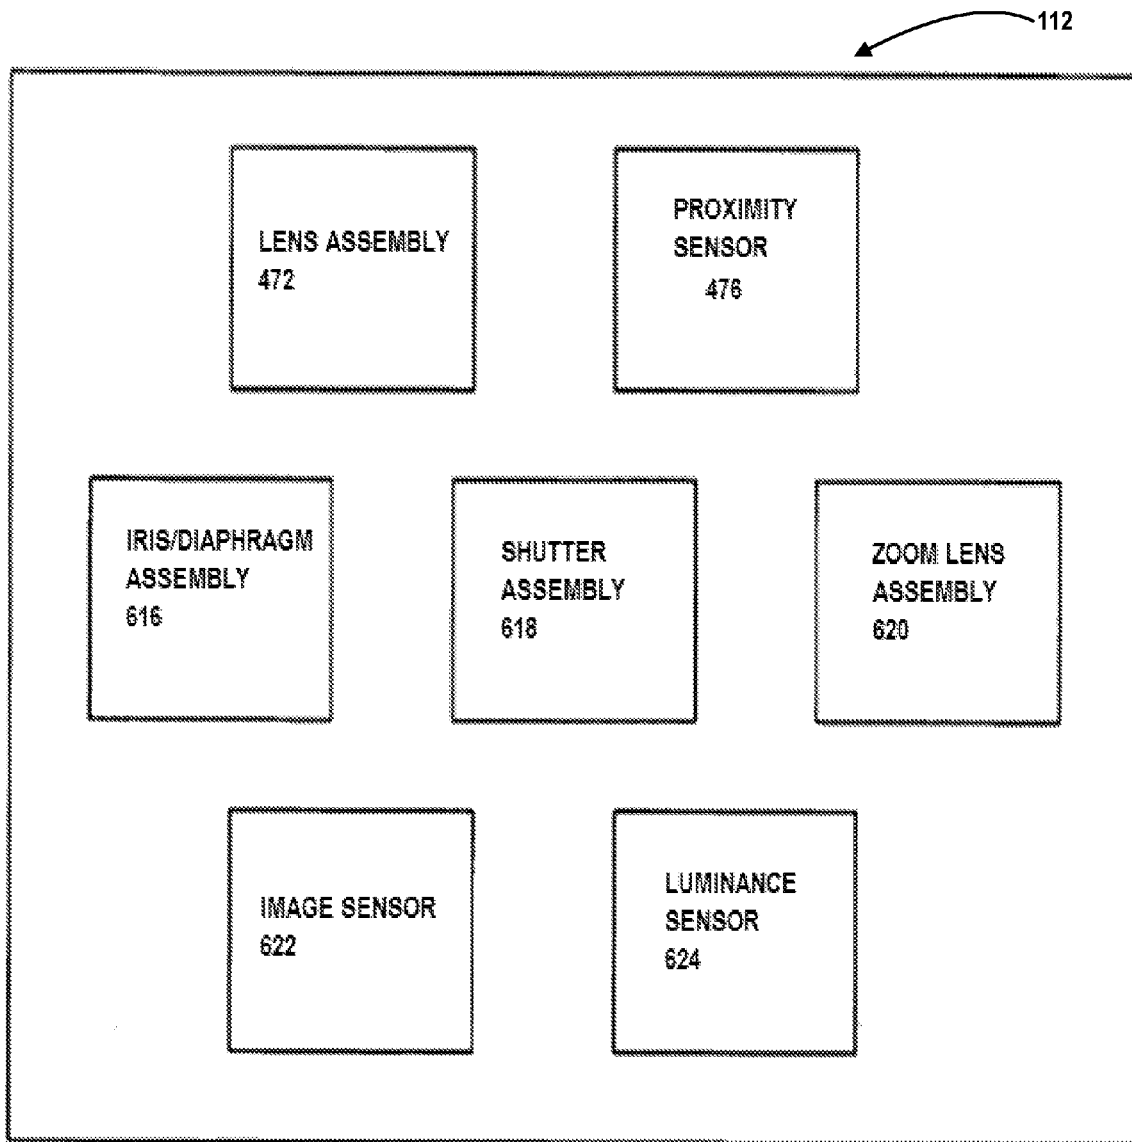 112
LENS ASSEMBLY
472
PROXIMITY
SENSOR
476
IRIS/DIAPHRAGM
ASSEMBLY
616
SHUTTER
ASSEMBLY
618
ZOOM LENS
ASSEMBLY
620
IMAGE SENSOR
622
LUMINANCE
SENSOR
624